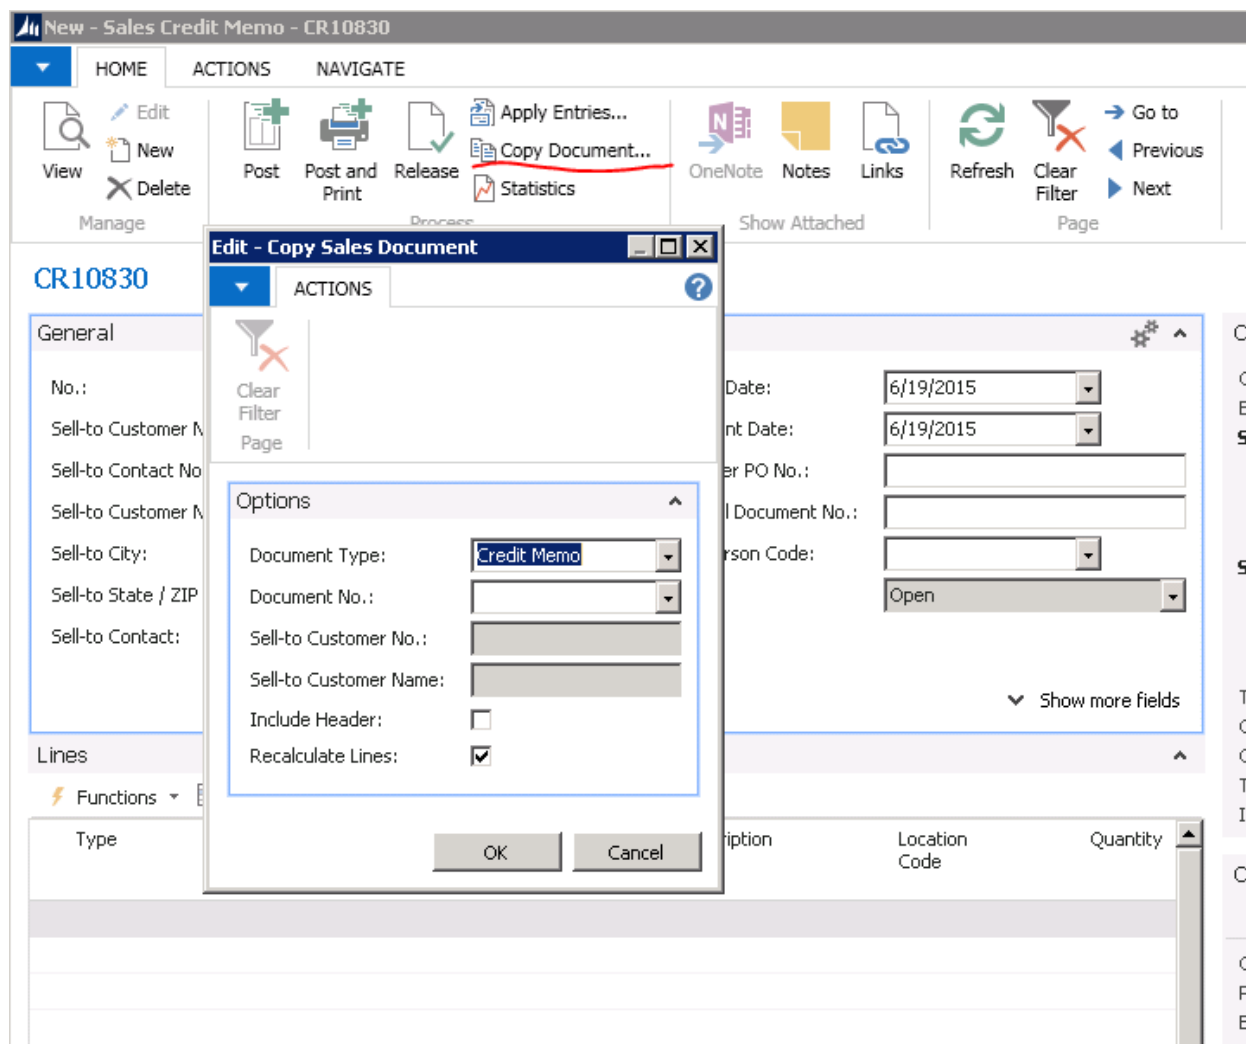 New - Sales Credit Memo - CR10830
HOME ACTIONS NAVIGATE
View
Edit
New
Delete
Manage
Post
Post and Print
Release
Apply Entries...
Copy Document...
Statistics
Process
OneNote
Notes
Links
Show Attached
Refresh
Clear Filter
Go to
Previous
Next
Page
CR10830
Edit - Copy Sales Document
ACTIONS
Clear
Filter
Page
Options
Document Type: Credit Memo
Document No.:
Sell-to Customer No.:
Sell-to Customer Name:
Include Header:
Recalculate Lines:
OK Cancel
General
No.:
Sell-to Customer N
Sell-to Contact No
Sell-to Customer N
Sell-to City:
Sell-to State / ZIP
Sell-to Contact:
Date: 6/19/2015
nt Date: 6/19/2015
er PO No.:
l Document No.:
rson Code:
Open
Show more fields
Lines
Functions
Type
iption
Location
Code
Quantity